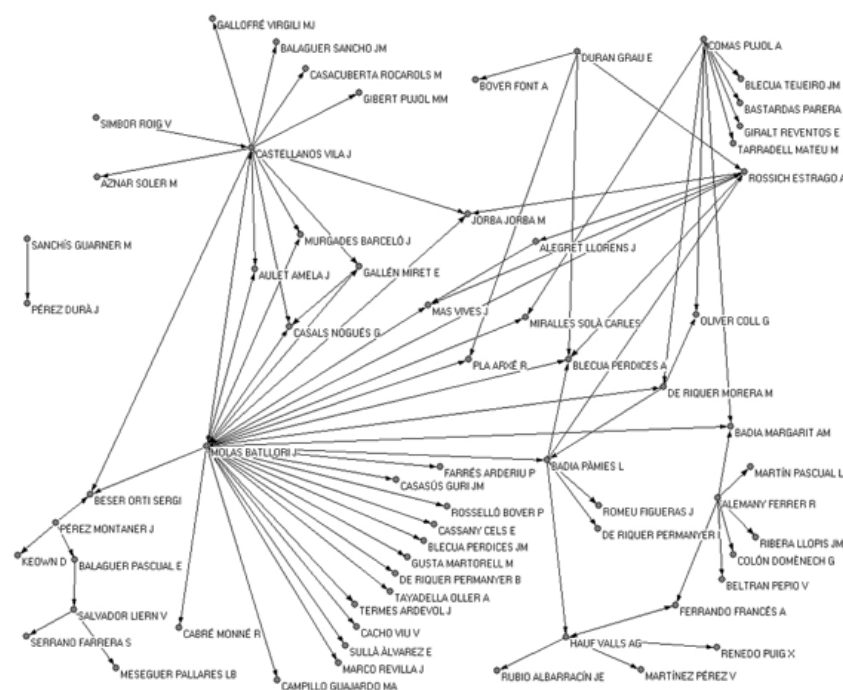 GALLOFRÉ VIRGILI MJ
BALAGUER SANCHO JM
COMAS PUJOL A
DURAN GRAU E
CASACUBERTA ROCAROLS M
BOVER FONT A
BLECUA TEIJEIRO JM
GIBERT PUJOL MM
BASTARDAS PARERA
SIMBOR ROIG V
GIRALT REVENTOS E
TARRADELL MATEU M
CASTELLANOS VILA J
AZNAR SOLER M
ROSSICH ESTRAGO A
JORBA JORBA M
SANCHÍS GUARNER M
MURGADES BARCELÓ J
ALEGRET LLORENS J
AULET AMELA J
GALLÉN MIRET E
PÉREZ DURÀ J
MAS VIVES J
MIRALLES SOLÀ CARLES
OLIVER COLL G
CASALS NOGUÉS G
PLA ARXÉ R
BLECUA PERDICES A
DE RIQUER MORERA M
BADIA MARGARIT AM
MOLAS BATLLORI J
FARRÉS ARDERIU P
BADIA PÀMIES L
MARTÍN PASCUAL L
CASASÚS GURI JM
BESER ORTI SERGI
ROSSELLÓ BOVER P
ROMEU FIGUERAS J
ALEMANY FERRER R
PÉREZ MONTANER J
CASSANY CELS E
DE RIQUER PERMANYER I
BLECUA PERDICES JM
RIBERA LLOPIS JM
KEOWN D
BALAGUER PASCUAL E
GUSTA MARTORELL M
COLÓN DOMÈNECH G
DE RIQUER PERMANYER B
BELTRAN PEPIO V
TAYADELLA OLLER A
TERMES ARDEVOL J
SALVADOR LIERN V
FERRANDO FRANCÉS A
CABRÉ MONNÉ R
CACHO VIU V
SERRANO FARRERA S
SULLÀ ÀLVAREZ E
HAUF VALLS AG
RENEDO PUIG X
MESEGUER PALLARES LB
MARCO REVILLA J
RUBIO ALBARRACÍN JE
MARTÍNEZ PÉREZ V
CAMPILLO GUAJARDO MA